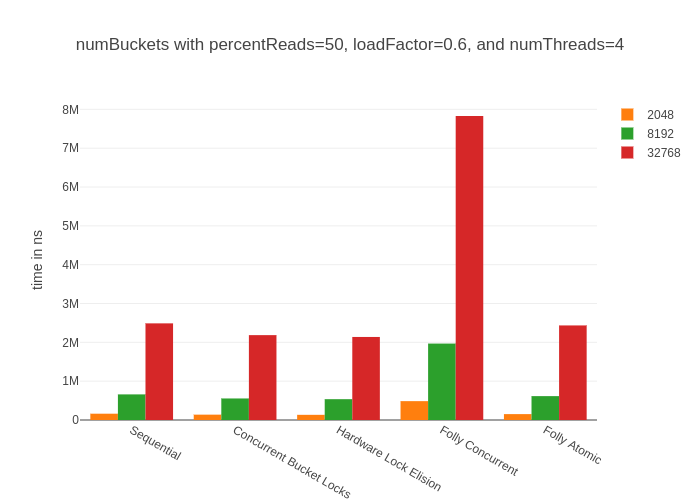 numBuckets with percentReads=50, loadFactor=0.6, and numThreads=4
2048
8192
32768
8M
7M
6M
5M
4M
3M
2M
1M
0
time in ns
Sequential
Concurrent Bucket Locks
Hardware Lock Elision
Folly Concurrent
Folly Atomic